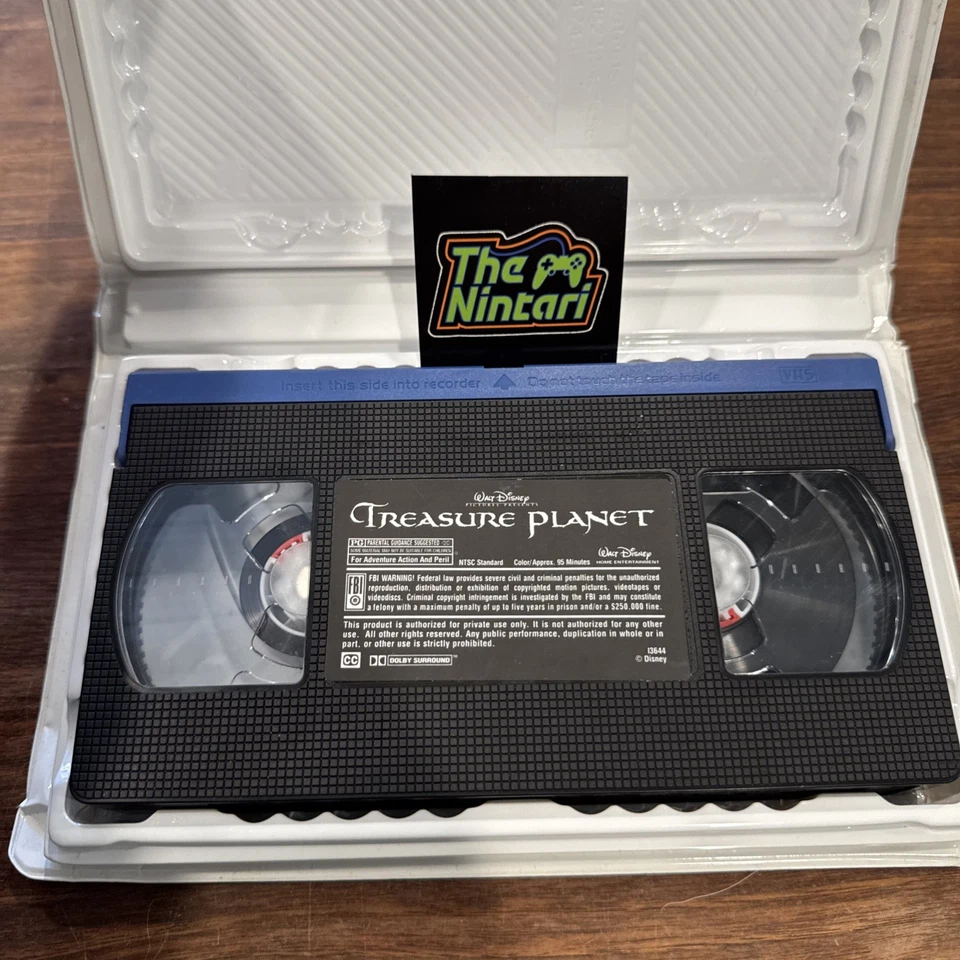 The
Nintari
Insert this side into recorder Do not touch the tape inside VHS
WALT DISNEY
PICTURES PRESENTS
TREASURE PLANET
PG PARENTAL GUIDANCE SUGGESTED
SOME MATERIAL MAY NOT BE SUITABLE FOR CHILDREN
For Adventure Action And Peril
NTSC Standard Color/Approx. 95 Minutes
WALT DISNEY
HOME ENTERTAINMENT
FBI
FBI WARNING! Federal law provides severe civil and criminal penalties for the unauthorized
reproduction, distribution or exhibition of copyrighted motion pictures, videotapes or
videodiscs. Criminal copyright infringement is investigated by the FBI and may constitute
a felony with a maximum penalty of up to five years in prison and/or a $250,000 fine.
This product is authorized for private use only. It is not authorized for any other
use. All other rights reserved. Any public performance, duplication in whole or in
part, or other use is strictly prohibited.
CC DOLBY SURROUND™
13644
© Disney